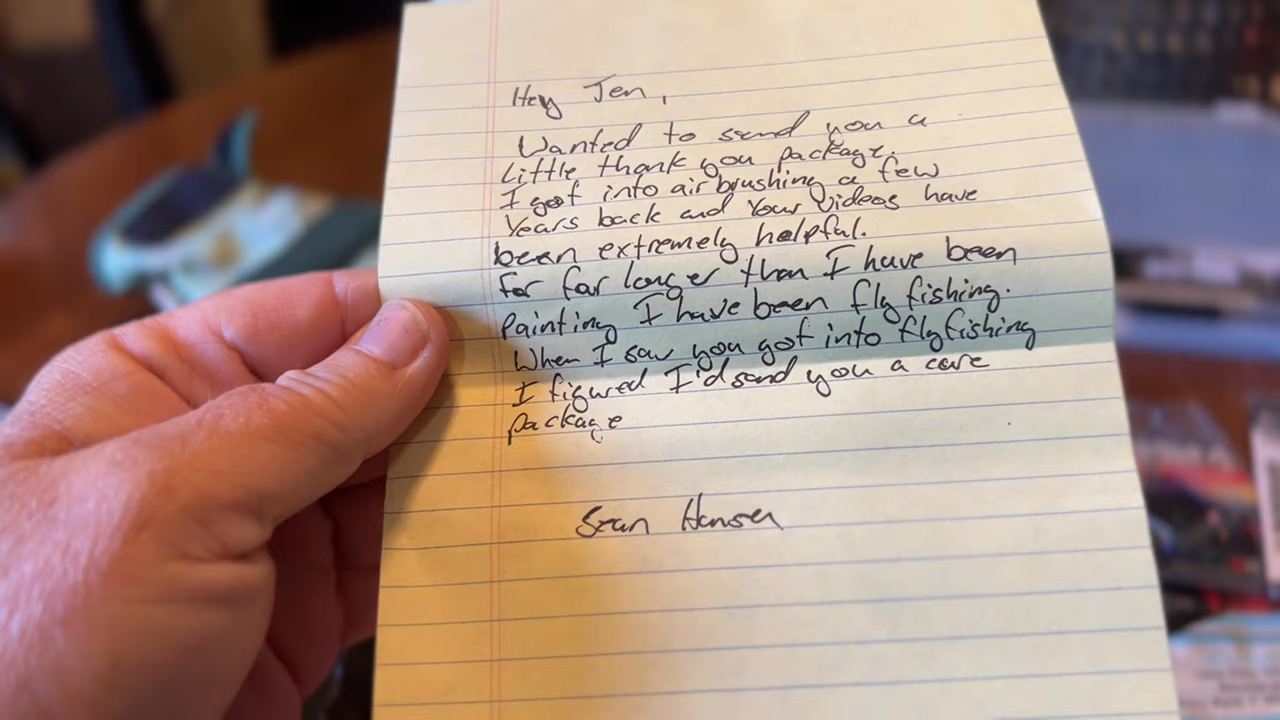 Hey Jen,
Wanted to send you a
Little thank you package.
I got into air brushing a few
Years back and Your Videos have
been extremely helpful.
for far longer than I have been
painting I have been fly fishing.
When I saw you got into flyfishing
I figured I'd send you a care
package
Sean Hansen